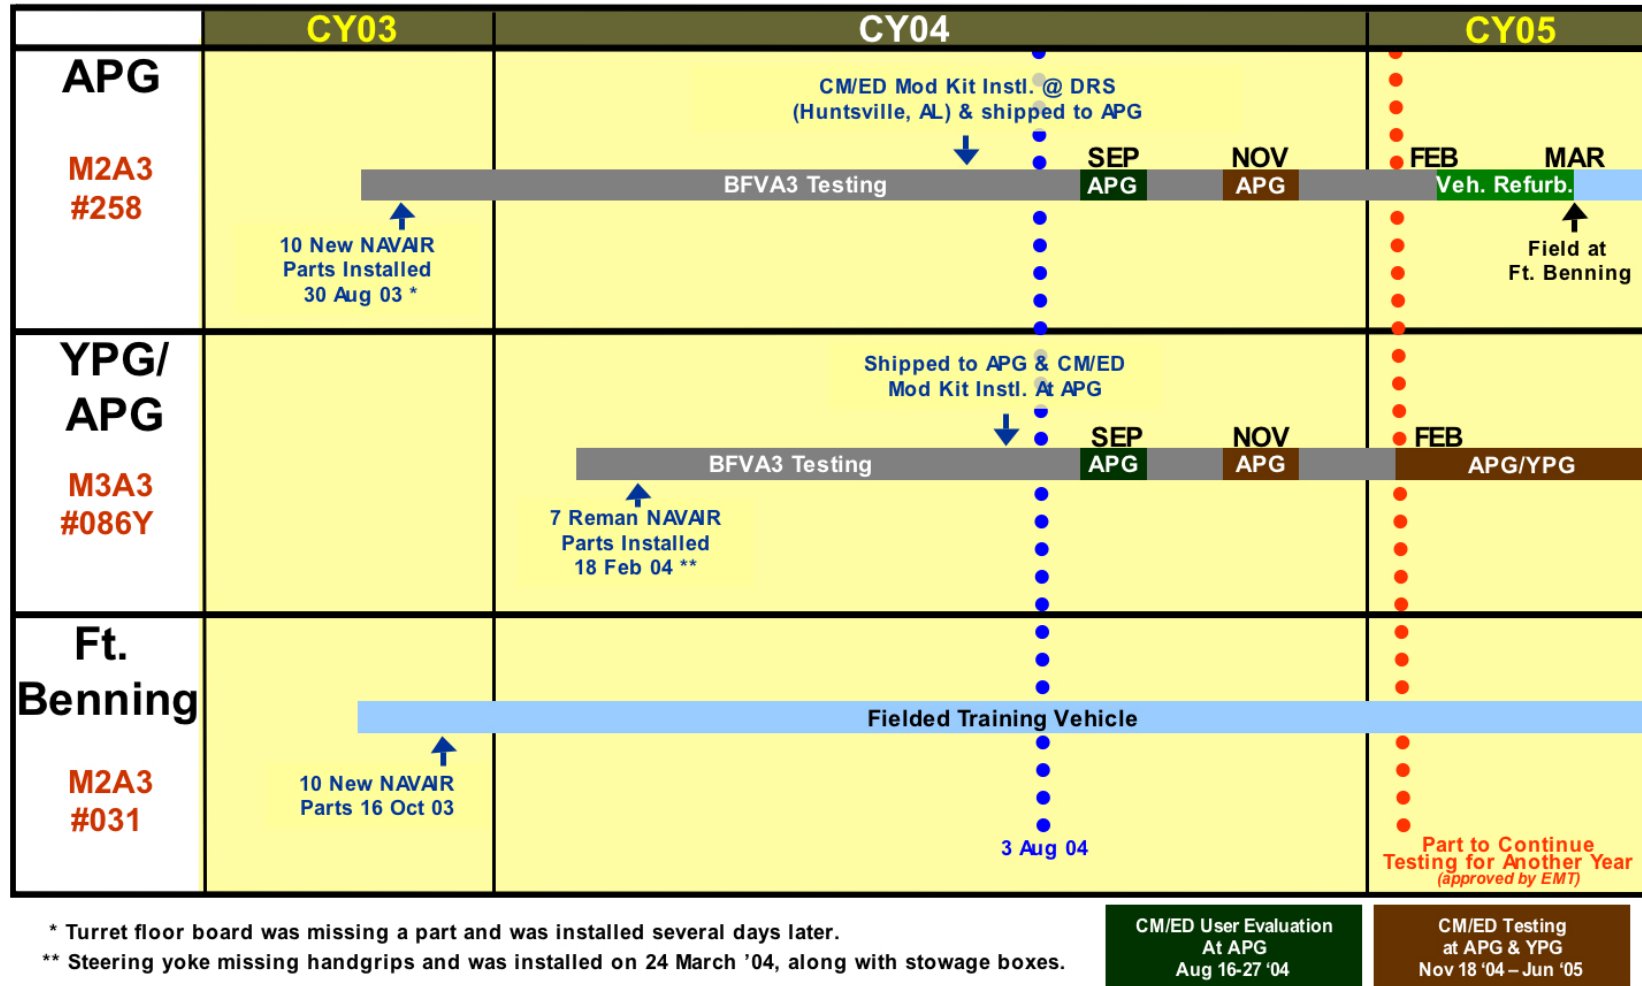 CY03
CY04
CY05
APG
M2A3
#258
CM/ED Mod Kit Instl. @ DRS
(Huntsville, AL) & shipped to APG
SEP
NOV
FEB
MAR
BFVA3 Testing
APG
APG
Veh. Refurb.
10 New NAVAIR
Parts Installed
30 Aug 03 *
Field at
Ft. Benning
YPG/
APG
M3A3
#086Y
Shipped to APG & CM/ED
Mod Kit Instl. At APG
SEP
NOV
FEB
BFVA3 Testing
APG
APG
APG/YPG
7 Reman NAVAIR
Parts Installed
18 Feb 04 **
Ft.
Benning
M2A3
#031
Fielded Training Vehicle
10 New NAVAIR
Parts 16 Oct 03
3 Aug 04
Part to Continue
Testing for Another Year
(approved by EMT)
* Turret floor board was missing a part and was installed several days later.
** Steering yoke missing handgrips and was installed on 24 March ’04, along with stowage boxes.
CM/ED User Evaluation
At APG
Aug 16-27 ‘04
CM/ED Testing
at APG & YPG
Nov 18 ‘04 – Jun ‘05